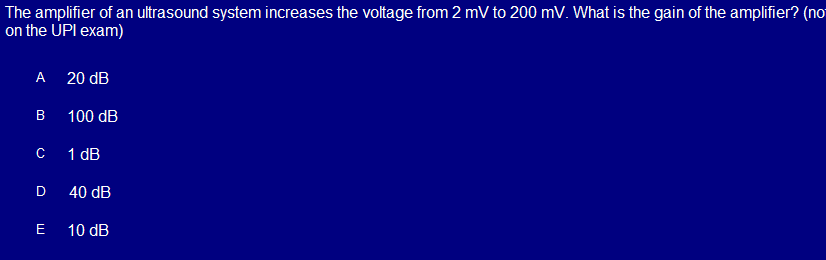 The amplifier of an ultrasound system increases the voltage from 2 mV to 200 mV. What is the gain of the amplifier?
on the UPI exam)
A 20 dB
B 100 dB
C 1 dB
D 40 dB
E 10 dB